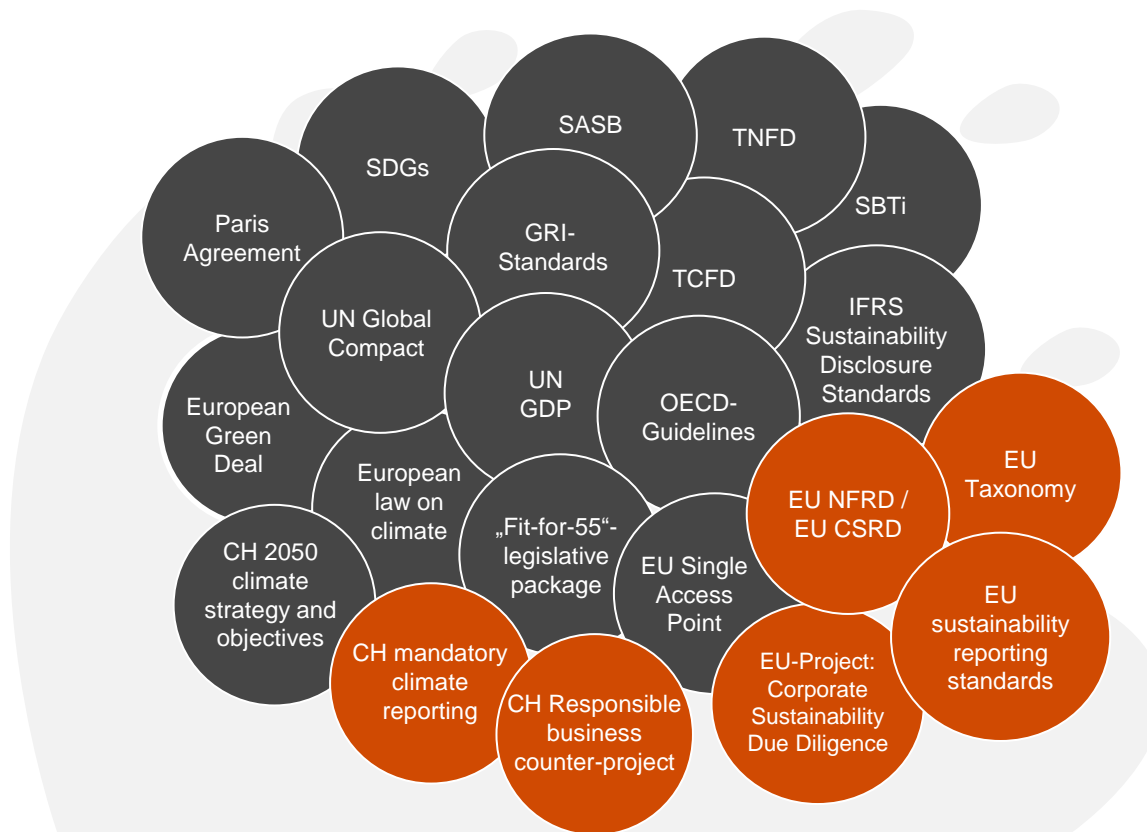 SASB
TNFD
SDGs
SBTi
Paris
Agreement
GRI-
Standards
TCFD
UN Global
Compact
IFRS
Sustainability
Disclosure
Standards
UN
GDP
OECD-
Guidelines
European
Green
Deal
European
law on
climate
EU
Taxonomy
EU NFRD /
EU CSRD
„Fit-for-55“-
legislative
package
CH 2050
climate
strategy and
objectives
EU Single
Access
Point
EU
sustainability
reporting
standards
CH mandatory
climate
reporting
CH Responsible
business
counter-project
EU-Project:
Corporate
Sustainability
Due Diligence